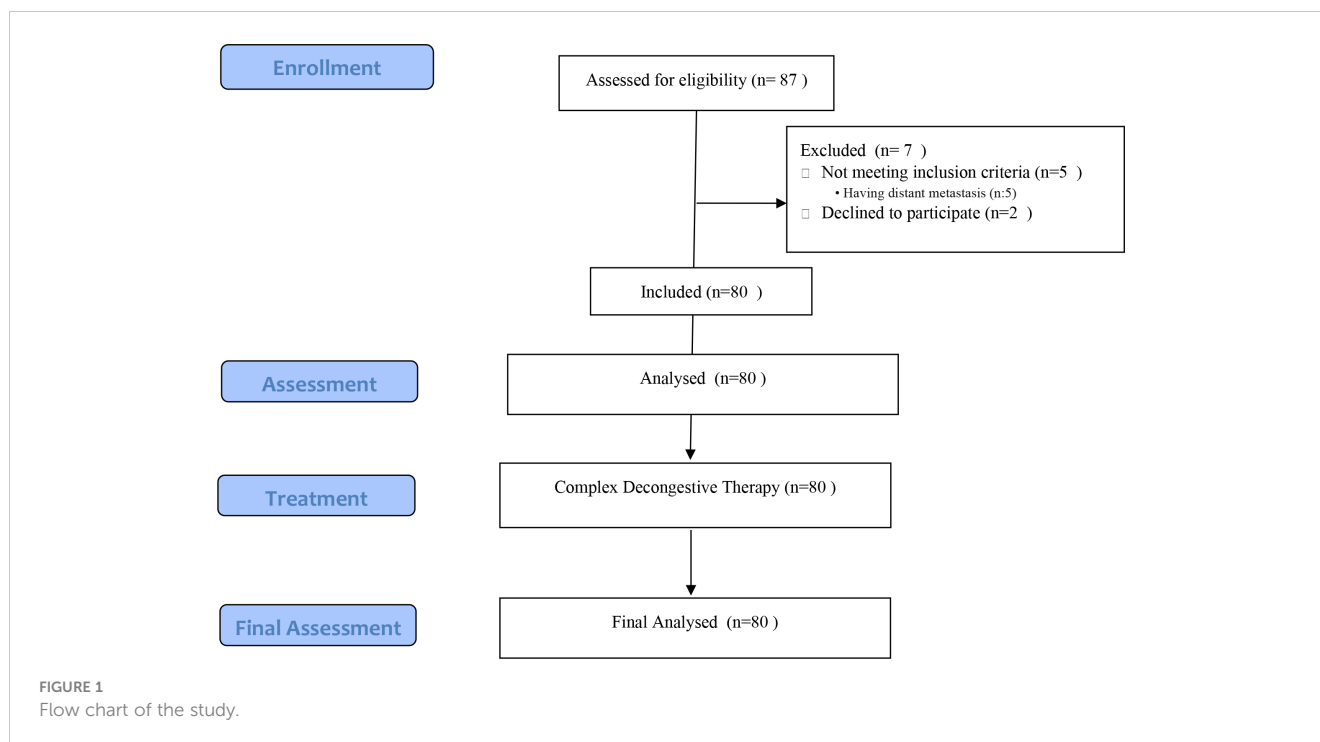 Enrollment
Assessed for eligibility (n= 87 )
Excluded (n= 7 )
Not meeting inclusion criteria (n=5 )
• Having distant metastasis (n:5)
Declined to participate (n=2 )
Included (n=80 )
Assessment
Analysed (n=80 )
Treatment
Complex Decongestive Therapy (n=80 )
Final Assessment
Final Analysed (n=80 )
FIGURE 1
Flow chart of the study.